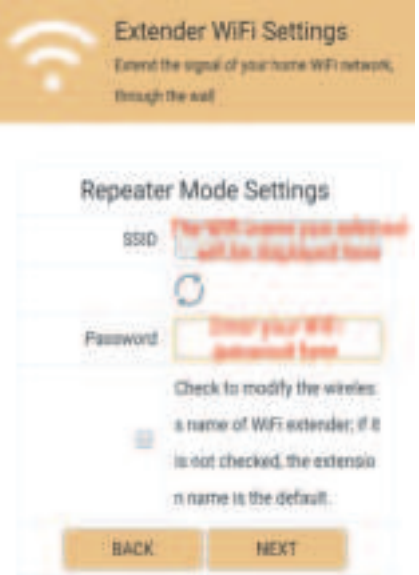 Extender WiFi Settings
Extend the signal of your home WiFi network,
through the wall
Repeater Mode Settings
SSID
The WiFi name you selected
will be displayed here
Password
Enter your WiFi
password here
Check to modify the wireles
s name of WiFi extender; if it
is not checked, the extensio
n name is the default.
BACK
NEXT